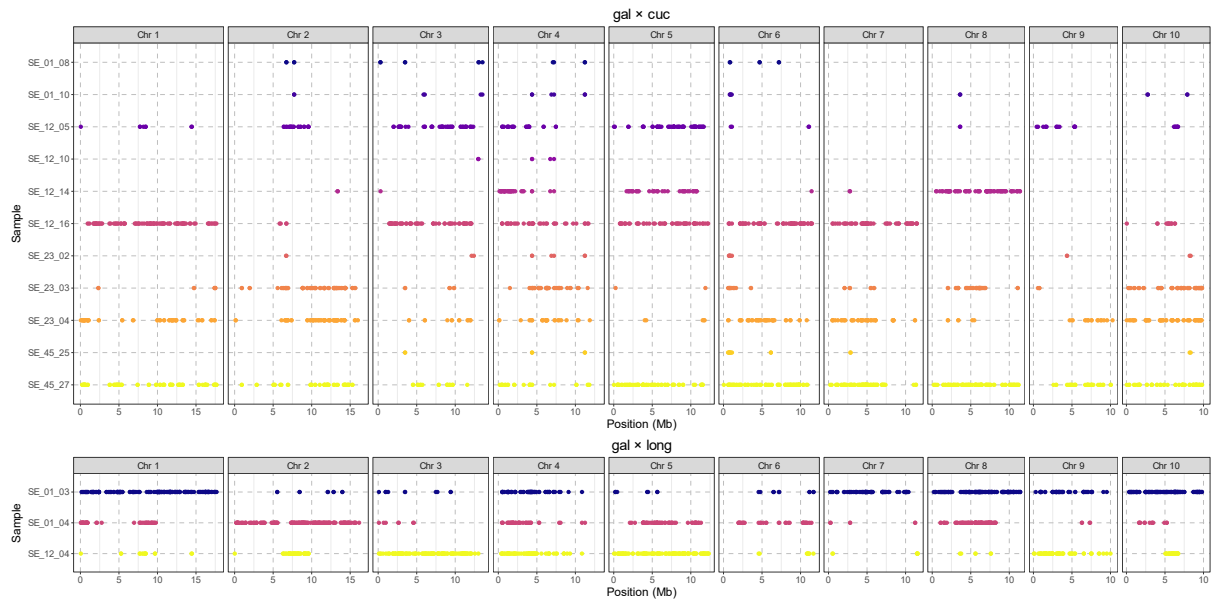 gal × cuc
Chr 1 Chr 2 Chr 3 Chr 4 Chr 5 Chr 6 Chr 7 Chr 8 Chr 9 Chr 10
Sample
SE_01_08
SE_01_10
SE_12_05
SE_12_10
SE_12_14
SE_12_16
SE_23_02
SE_23_03
SE_23_04
SE_45_25
SE_45_27
0 5 10 15 0 5 10 15 0 5 10 0 5 10 0 5 10 0 5 10 0 5 10 0 5 10 0 5 10 0 5 10
Position (Mb)
gal × long
Chr 1 Chr 2 Chr 3 Chr 4 Chr 5 Chr 6 Chr 7 Chr 8 Chr 9 Chr 10
Sample
SE_01_03
SE_01_04
SE_12_04
0 5 10 15 0 5 10 15 0 5 10 0 5 10 0 5 10 0 5 10 0 5 10 0 5 10 0 5 10 0 5 10
Position (Mb)